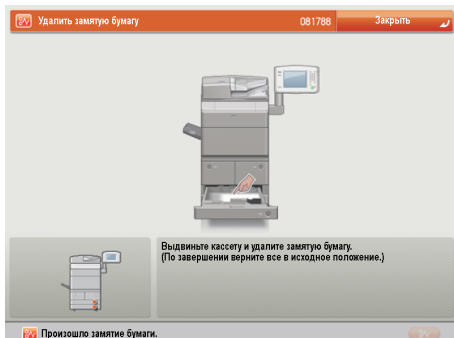 Удалить замятую бумагу
081788
Закрыть
Выдвиньте кассету и удалите замятую бумагу.
(По завершении верните все в исходное положение.)
Произошло замятие бумаги.